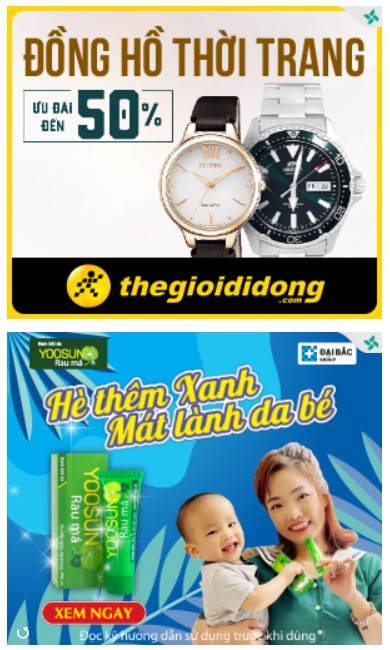 ĐỒNG HỒ THỜI TRANG
ƯU ĐÃI
ĐẾN
50%
thegioididong
.com
YOOSUN
Rau má
ĐẠI BẮC
GROUP
Hè thêm Xanh
Mát lành da bé
YOOSUN
Rau má
YOOSUN
Rau má
XEM NGAY
Đọc kỹ hướng dẫn sử dụng trước khi dùng*